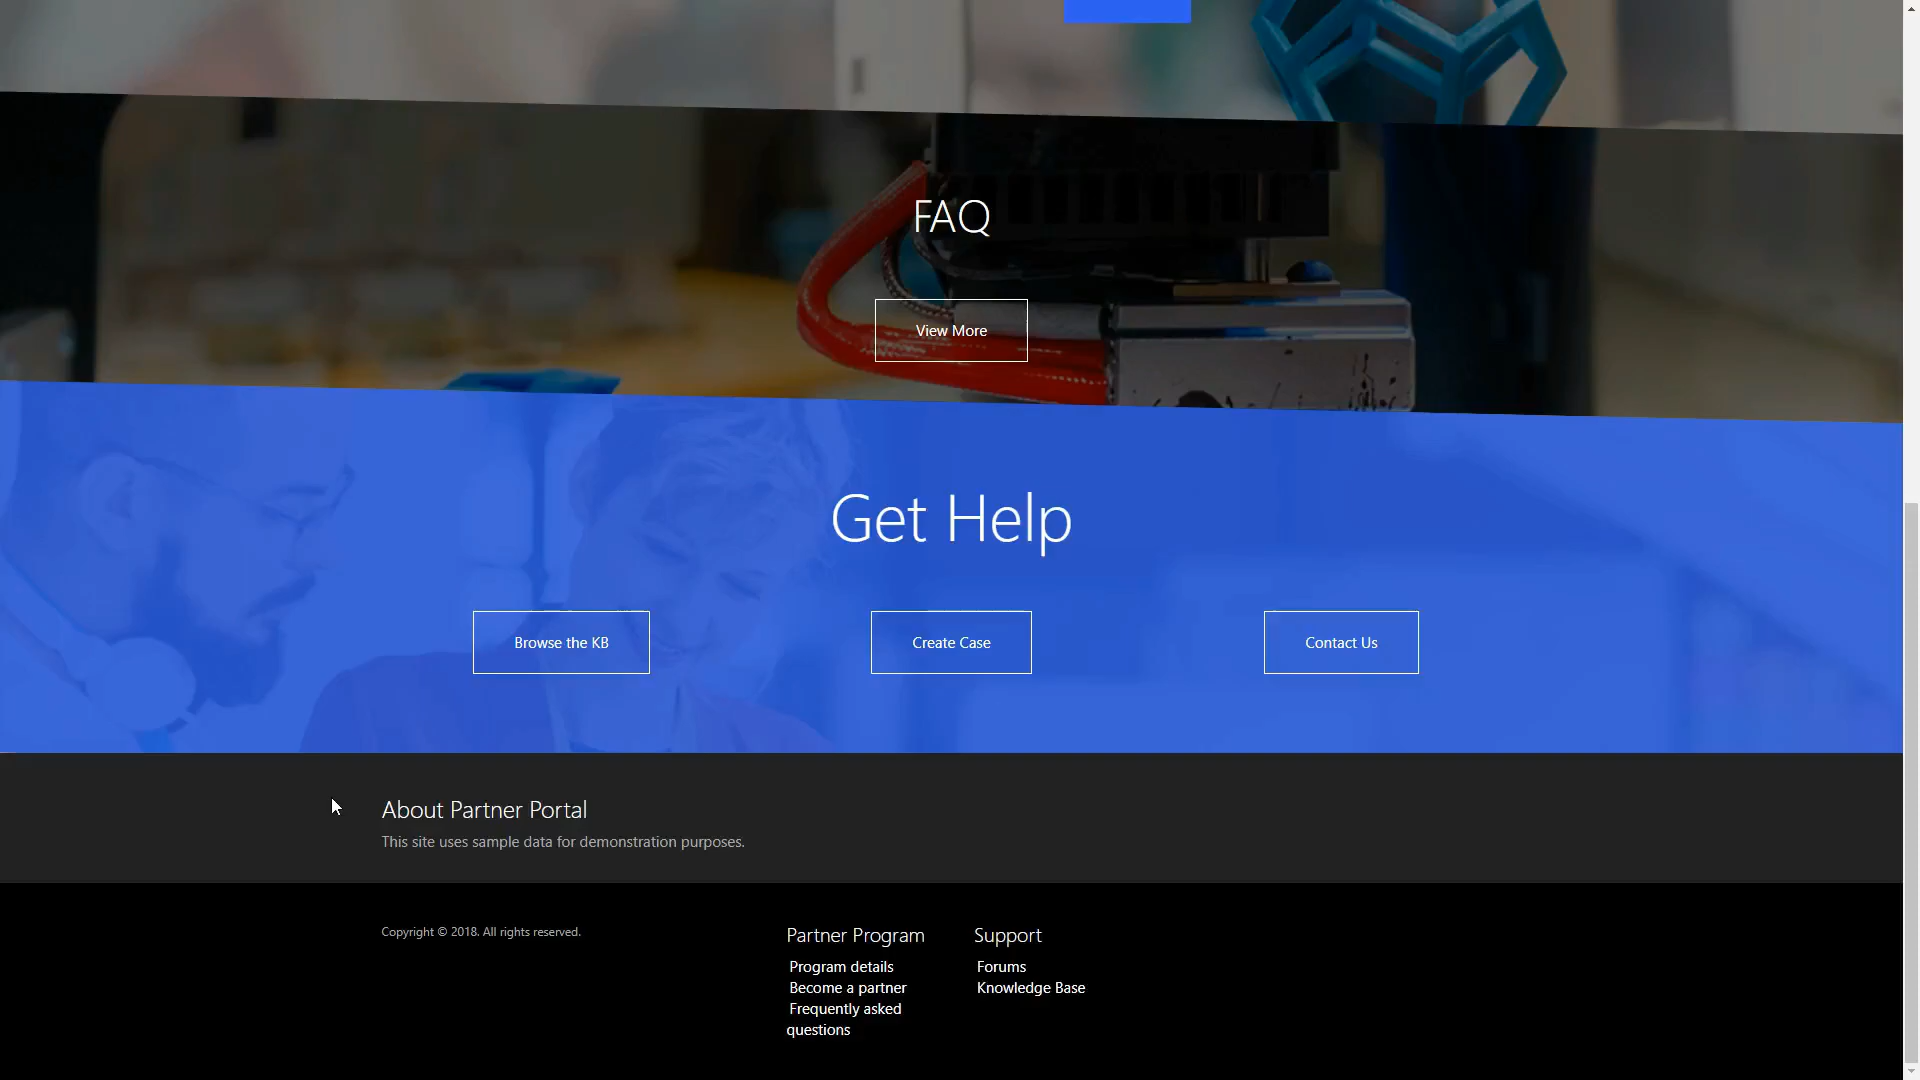 FAQ
View More
Get Help
Browse the KB
Create Case
Contact Us
About Partner Portal
This site uses sample data for demonstration purposes.
Copyright © 2018. All rights reserved.
Partner Program
Program details
Become a partner
Frequently asked
questions
Support
Forums
Knowledge Base